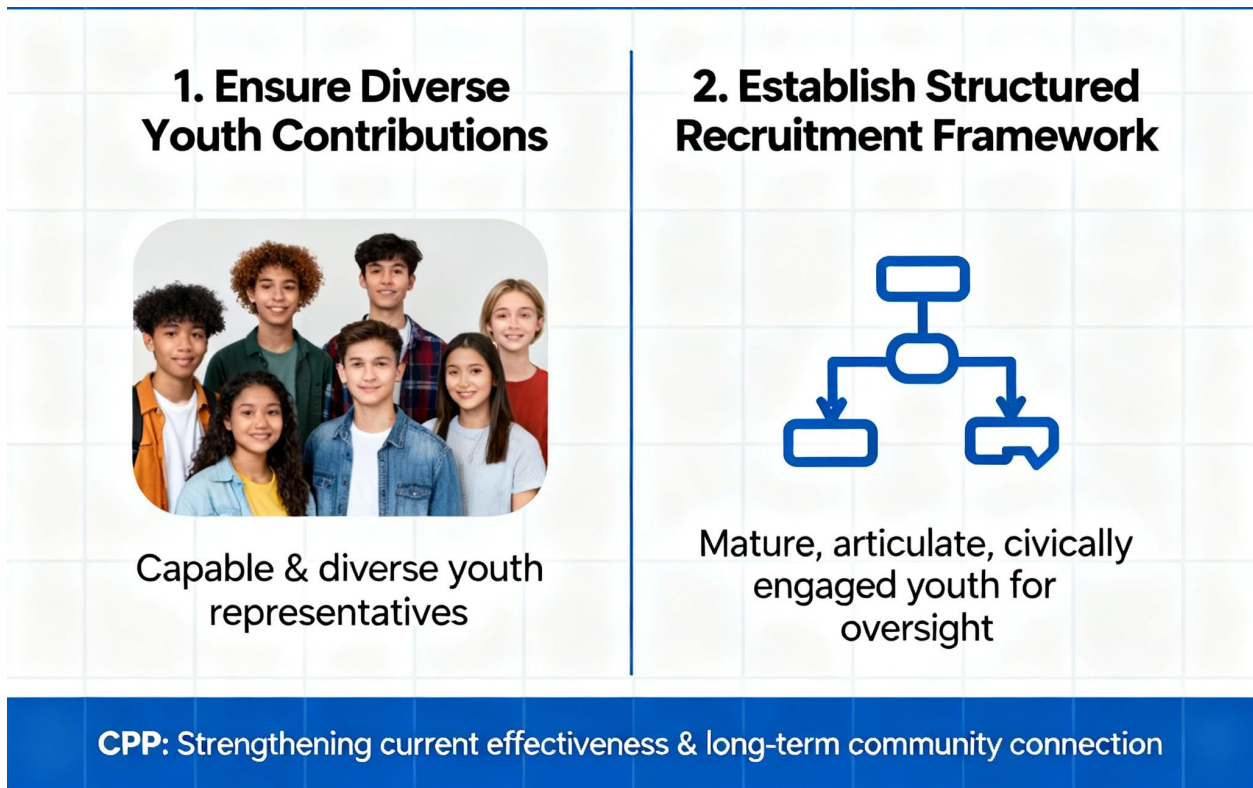 1. Ensure Diverse
Youth Contributions
Capable & diverse youth
representatives
2. Establish Structured
Recruitment Framework
Mature, articulate, civically
engaged youth for
oversight
CPP: Strengthening current effectiveness & long-term community connection